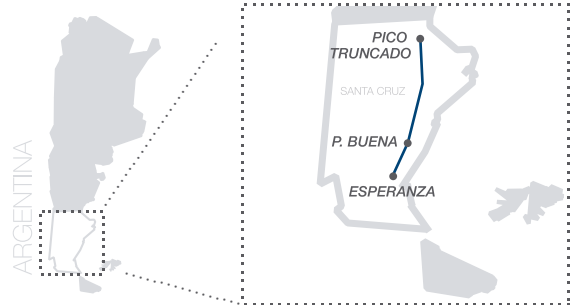 ARGENTINA
PICO
TRUNCADO
SANTA CRUZ
P. BUENA
ESPERANZA